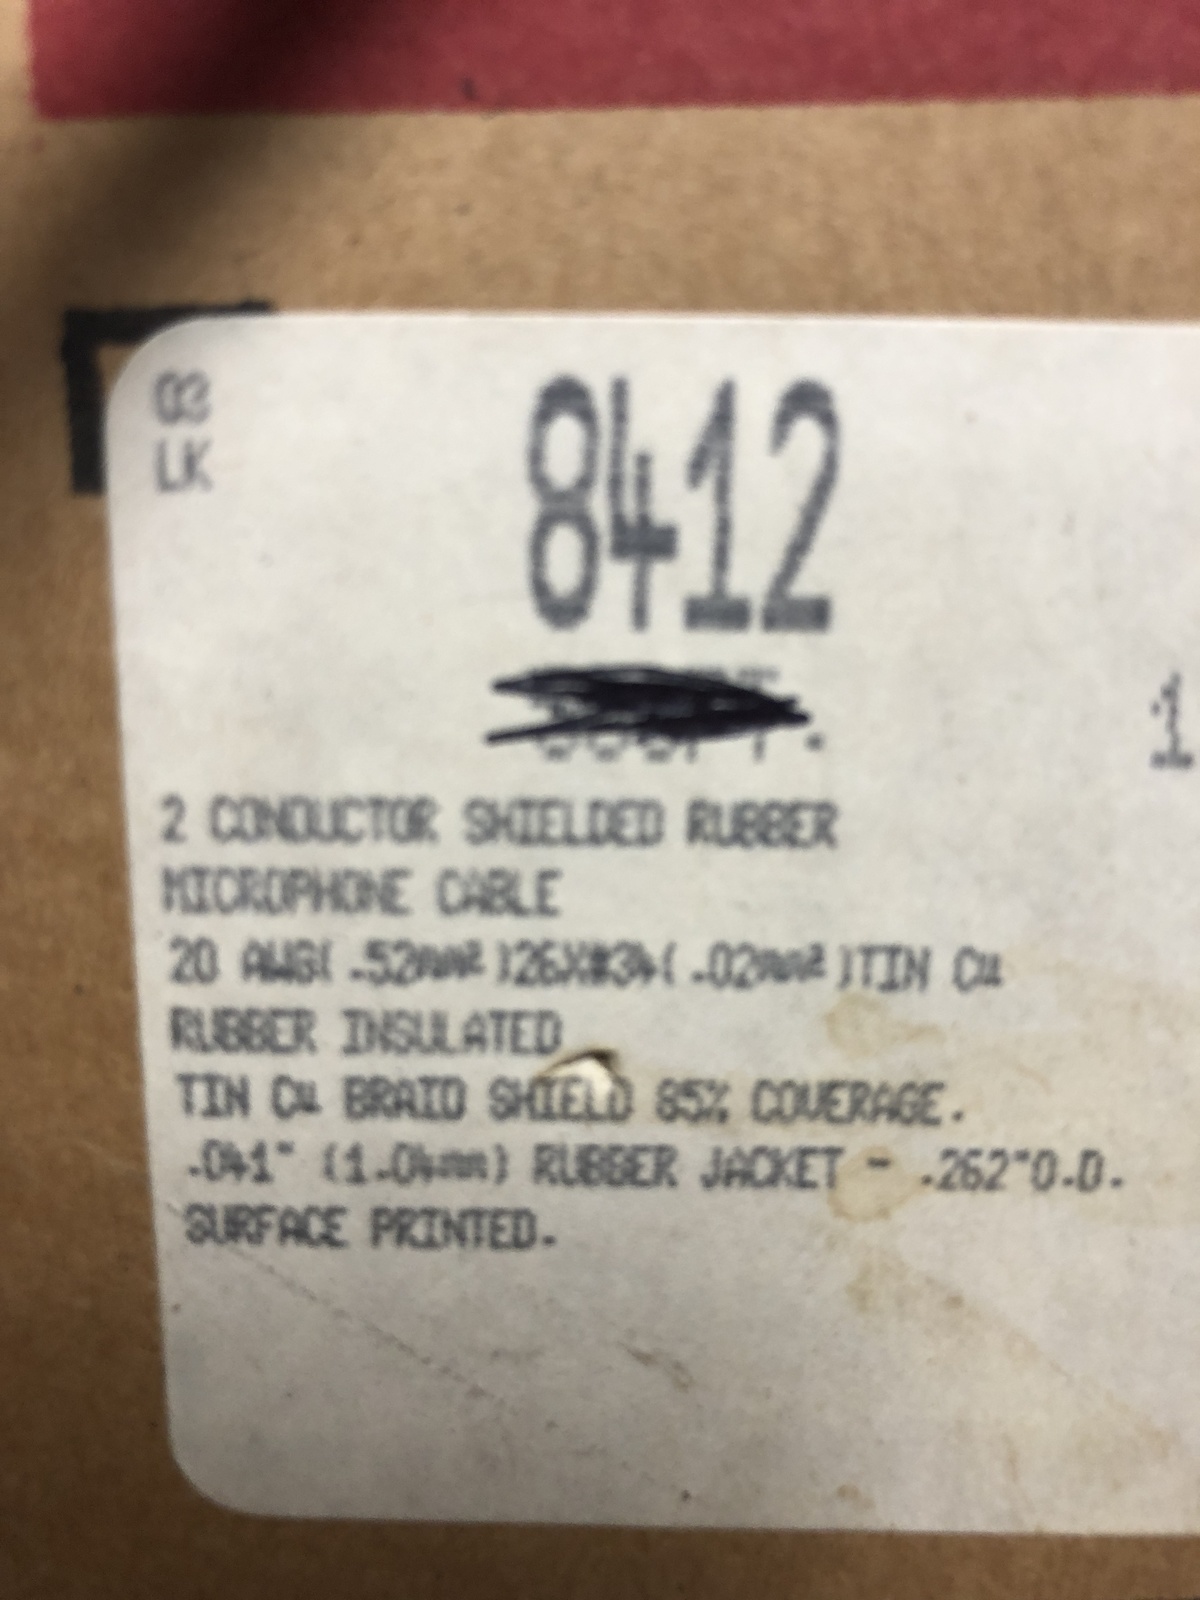 03
LK
8412
1
2 CONDUCTOR SHIELDED RUBBER
MICROPHONE CABLE
20 AWG( .52mm² )26X#34( .02mm² )TIN Cu
RUBBER INSULATED
TIN Cu BRAID SHIELD 85% COVERAGE.
.041" (1.04mm) RUBBER JACKET - .262"O.D.
SURFACE PRINTED.